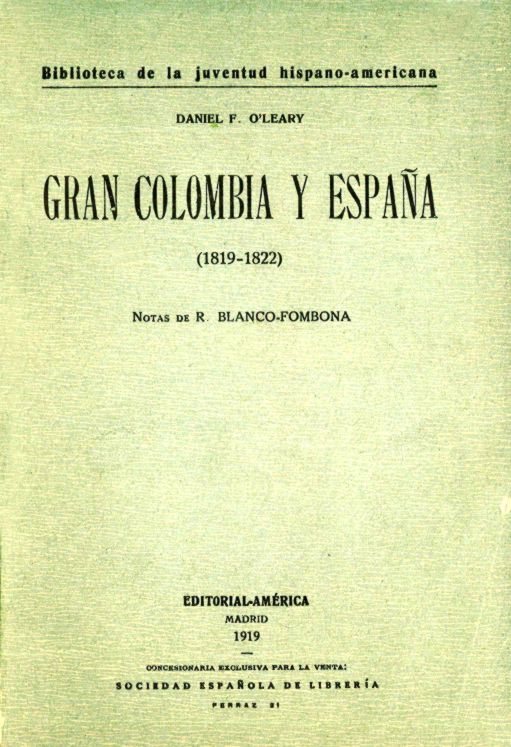 Biblioteca de la juventud hispano-americana
DANIEL F. O'LEARY
GRAN COLOMBIA Y ESPAÑA
(1819-1822)
NOTAS DE R. BLANCO-FOMBONA
EDITORIAL-AMÉRICA
MADRID
1919
CONCESIONARIA EXCLUSIVA PARA LA VENTA:
SOCIEDAD ESPAÑOLA DE LIBRERÍA
FERRAZ 21